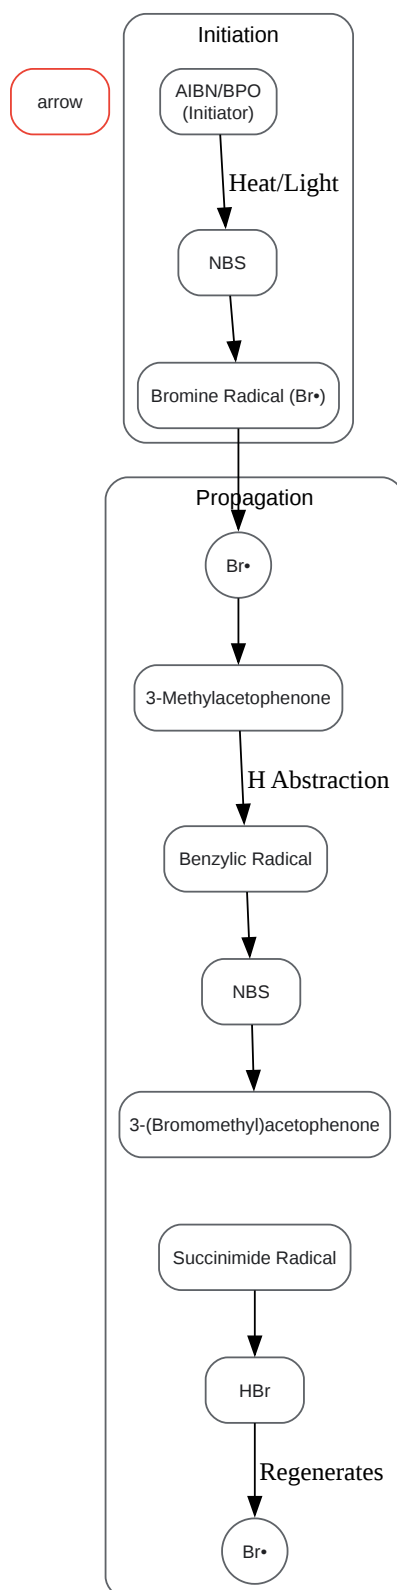 Initiation
arrow
AIBN/BPO
(Initiator)
Heat/Light
NBS
Bromine Radical (Br•)
Propagation
Br•
3-Methylacetophenone
H Abstraction
Benzylic Radical
NBS
3-(Bromomethyl)acetophenone
Succinimide Radical
HBr
Regenerates
Br•